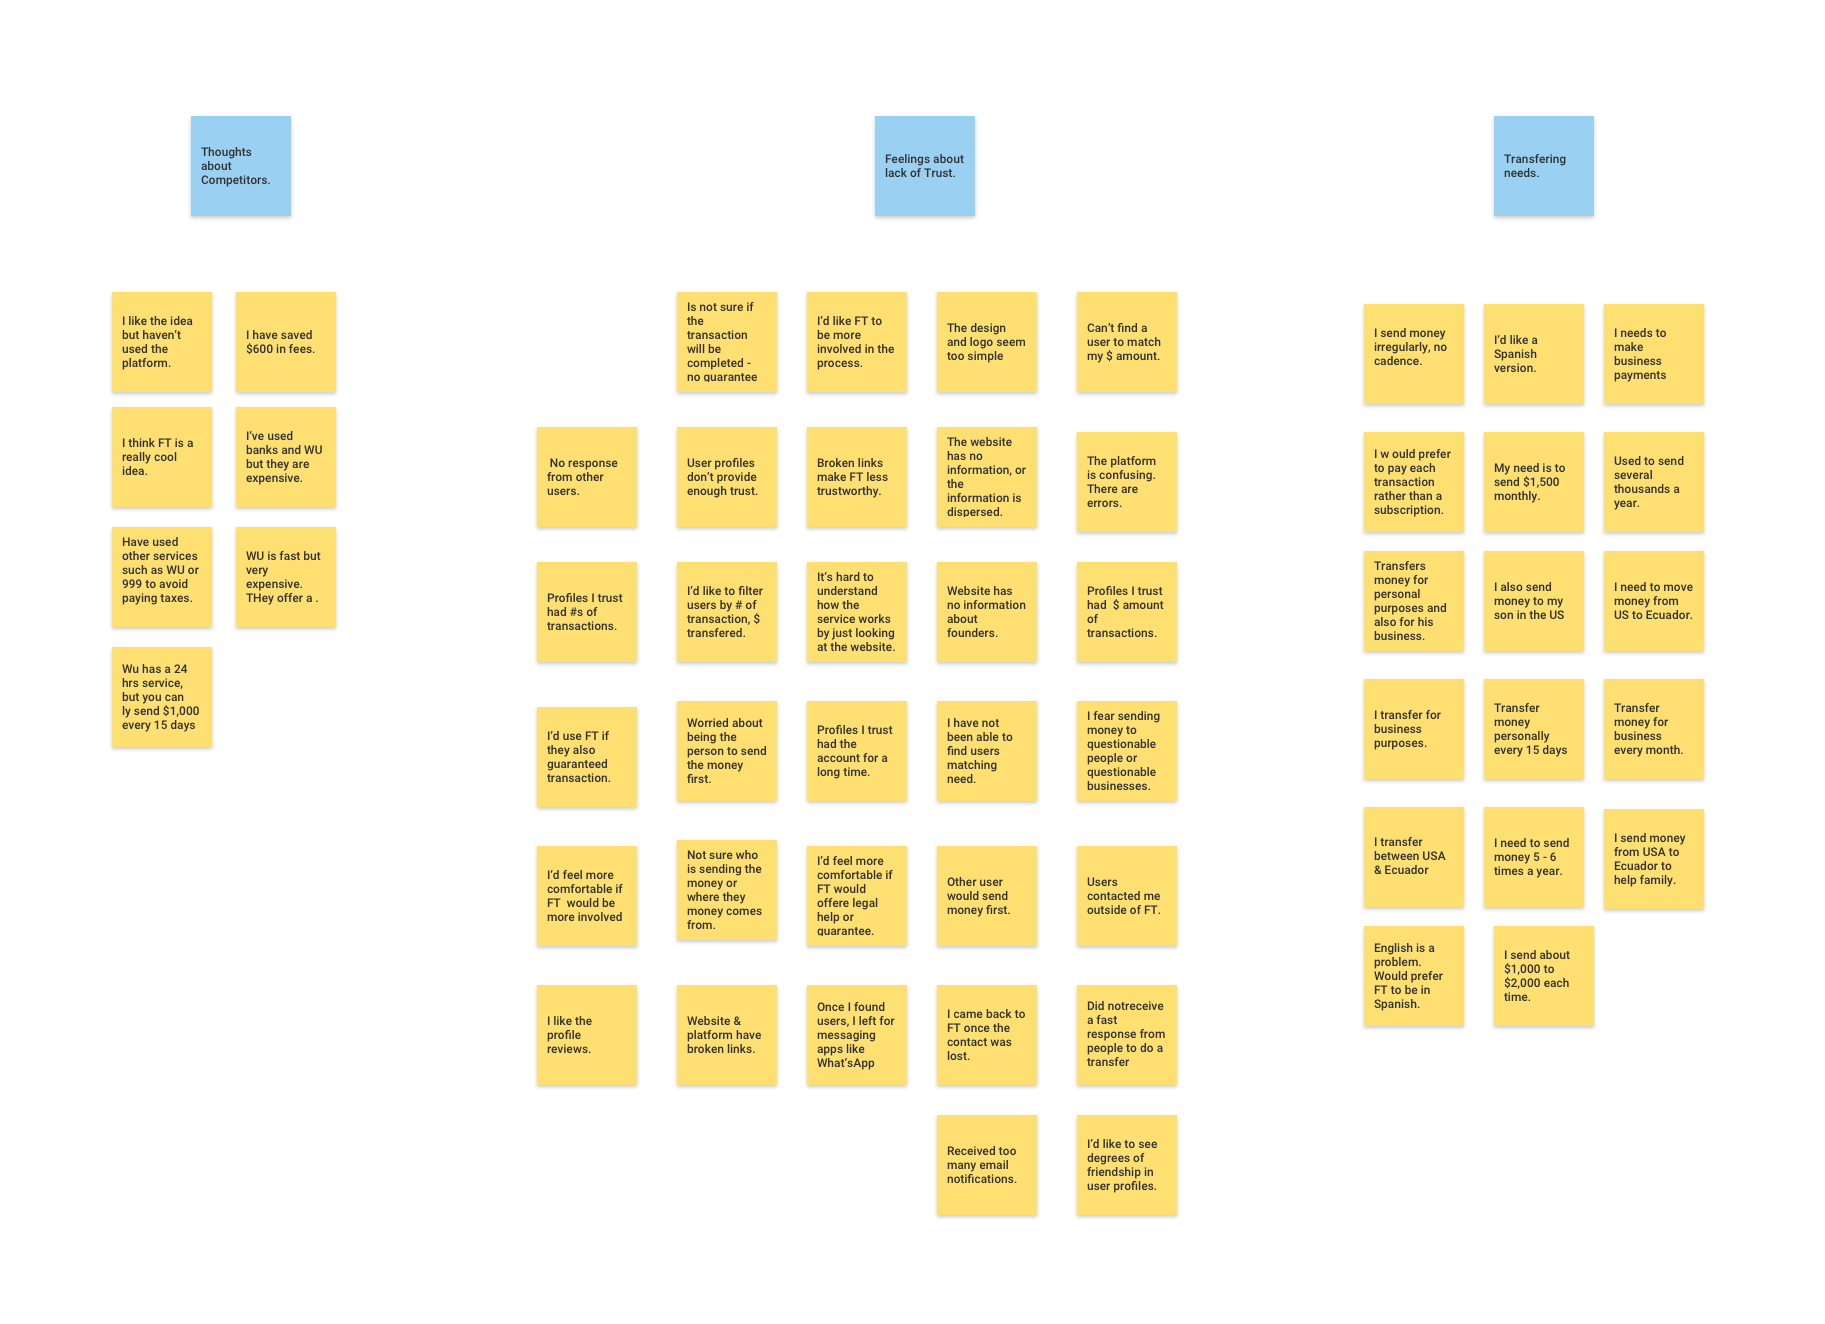 Thoughts
about
Competitors.
Feelings about
lack of Trust.
Transfering
needs.
I like the idea
but haven’t
used the
platform.
I have saved
$600 in fees.
I think FT is a
really cool
idea.
I’ve used
banks and WU
but they are
expensive.
Have used
other services
such as WU or
999 to avoid
paying taxes.
WU is fast but
very
expensive.
THey offer a .
Wu has a 24
hrs service,
but you can
ly send $1,000
every 15 days
Is not sure if
the
transaction
will be
completed -
no guarantee
I’d like FT to
be more
involved in the
process.
The design
and logo seem
too simple
Can’t find a
user to match
my $ amount.
No response
from other
users.
User profiles
don’t provide
enough trust.
Broken links
make FT less
trustworthy.
The website
has no
information, or
the
information is
dispersed.
The platform
is confusing.
There are
errors.
Profiles I trust
had #s of
transactions.
I’d like to filter
users by # of
transaction, $
transfered.
It’s hard to
understand
how the
service works
by just looking
at the website.
Website has
no information
about
founders.
Profiles I trust
had $ amount
of
transactions.
I’d use FT if
they also
guaranteed
transaction.
Worried about
being the
person to send
the money
first.
Profiles I trust
had the
account for a
long time.
I have not
been able to
find users
matching
need.
I fear sending
money to
questionable
people or
questionable
businesses.
I’d feel more
comfortable if
FT would be
more involved
Not sure who
is sending the
money or
where they
money comes
from.
I’d feel more
comfortable if
FT would
offere legal
help or
guarantee.
Other user
would send
money first.
Users
contacted me
outside of FT.
I like the
profile
reviews.
Website &
platform have
broken links.
Once I found
users, I left for
messaging
apps like
What’sApp
I came back to
FT once the
contact was
lost.
Did notreceive
a fast
response from
people to do a
transfer
Received too
many email
notifications.
I’d like to see
degrees of
friendship in
user profiles.
I send money
irregularly, no
cadence.
I’d like a
Spanish
version.
I needs to
make
business
payments
I w ould prefer
to pay each
transaction
rather than a
subscription.
My need is to
send $1,500
monthly.
Used to send
several
thousands a
year.
Transfers
money for
personal
purposes and
also for his
business.
I also send
money to my
son in the US
I need to move
money from
US to Ecuador.
I transfer for
business
purposes.
Transfer
money
personally
every 15 days
Transfer
money for
business
every month.
I transfer
between USA
& Ecuador
I need to send
money 5 - 6
times a year.
I send money
from USA to
Ecuador to
help family.
English is a
problem.
Would prefer
FT to be in
Spanish.
I send about
$1,000 to
$2,000 each
time.